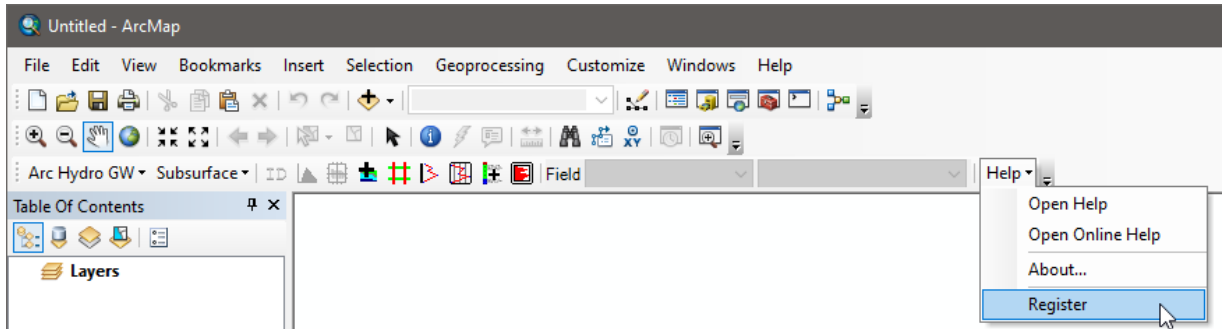 Untitled - ArcMap
File Edit View Bookmarks Insert Selection Geoprocessing Customize Windows Help
XY
Arc Hydro GW Subsurface ID Field Help
Table Of Contents
Open Help
Open Online Help
Layers
About...
Register